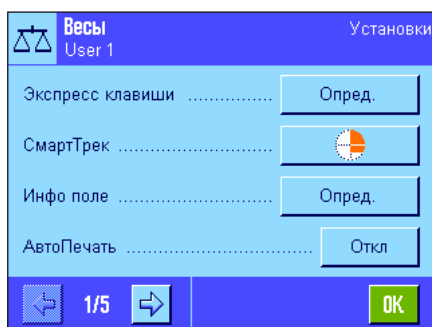 Весы
User 1
Установки
Экспресс клавиши ............... Опред.
СмартТрек ......................
Инфо поле ...................... Опред.
АвтоПечать ............................. Откл
1/5
OK